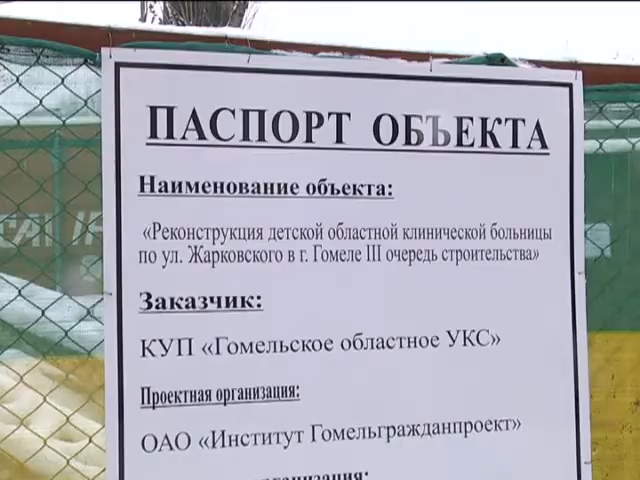 ПАСПОРТ ОБЪЕКТА
Наименование объекта:
«Реконструкция детской областной клинической больницы
по ул. Жарковского в г. Гомеле III очередь строительства»
Заказчик:
КУП «Гомельское областное УКС»
Проектная организация:
ОАО «Институт Гомельгражданпроект»
организация: